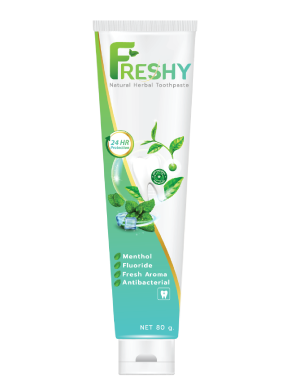 FRESHY
Natural Herbal Toothpaste
24 HR
Protection
Menthol
Fluoride
Fresh Aroma
Antibacterial
NET 80 g.